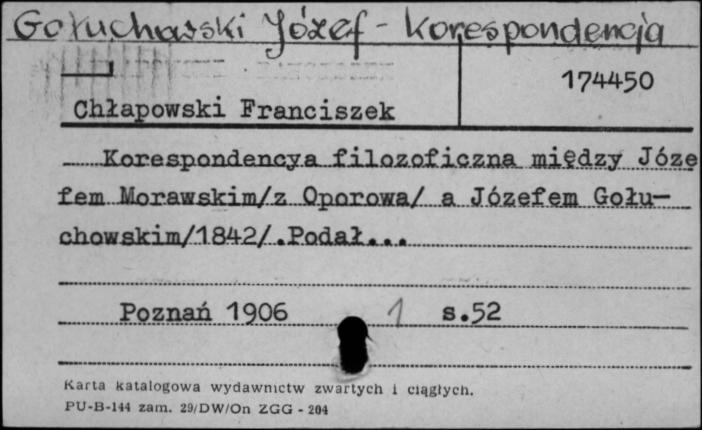 Gołuchowski Józef - Korespondencja
174450
Chłapowski Franciszek
Korespondencya filozoficzna między Józe
fem Morawskim/z Oporowa/ a Józefem Gołu-
chowskim/1842/.Podał...
Poznań 1906 1 s.52
Karta katalogowa wydawnictw zwartych i ciągłych.
PU-B-144 zam. 29/DW/On ZGG - 204